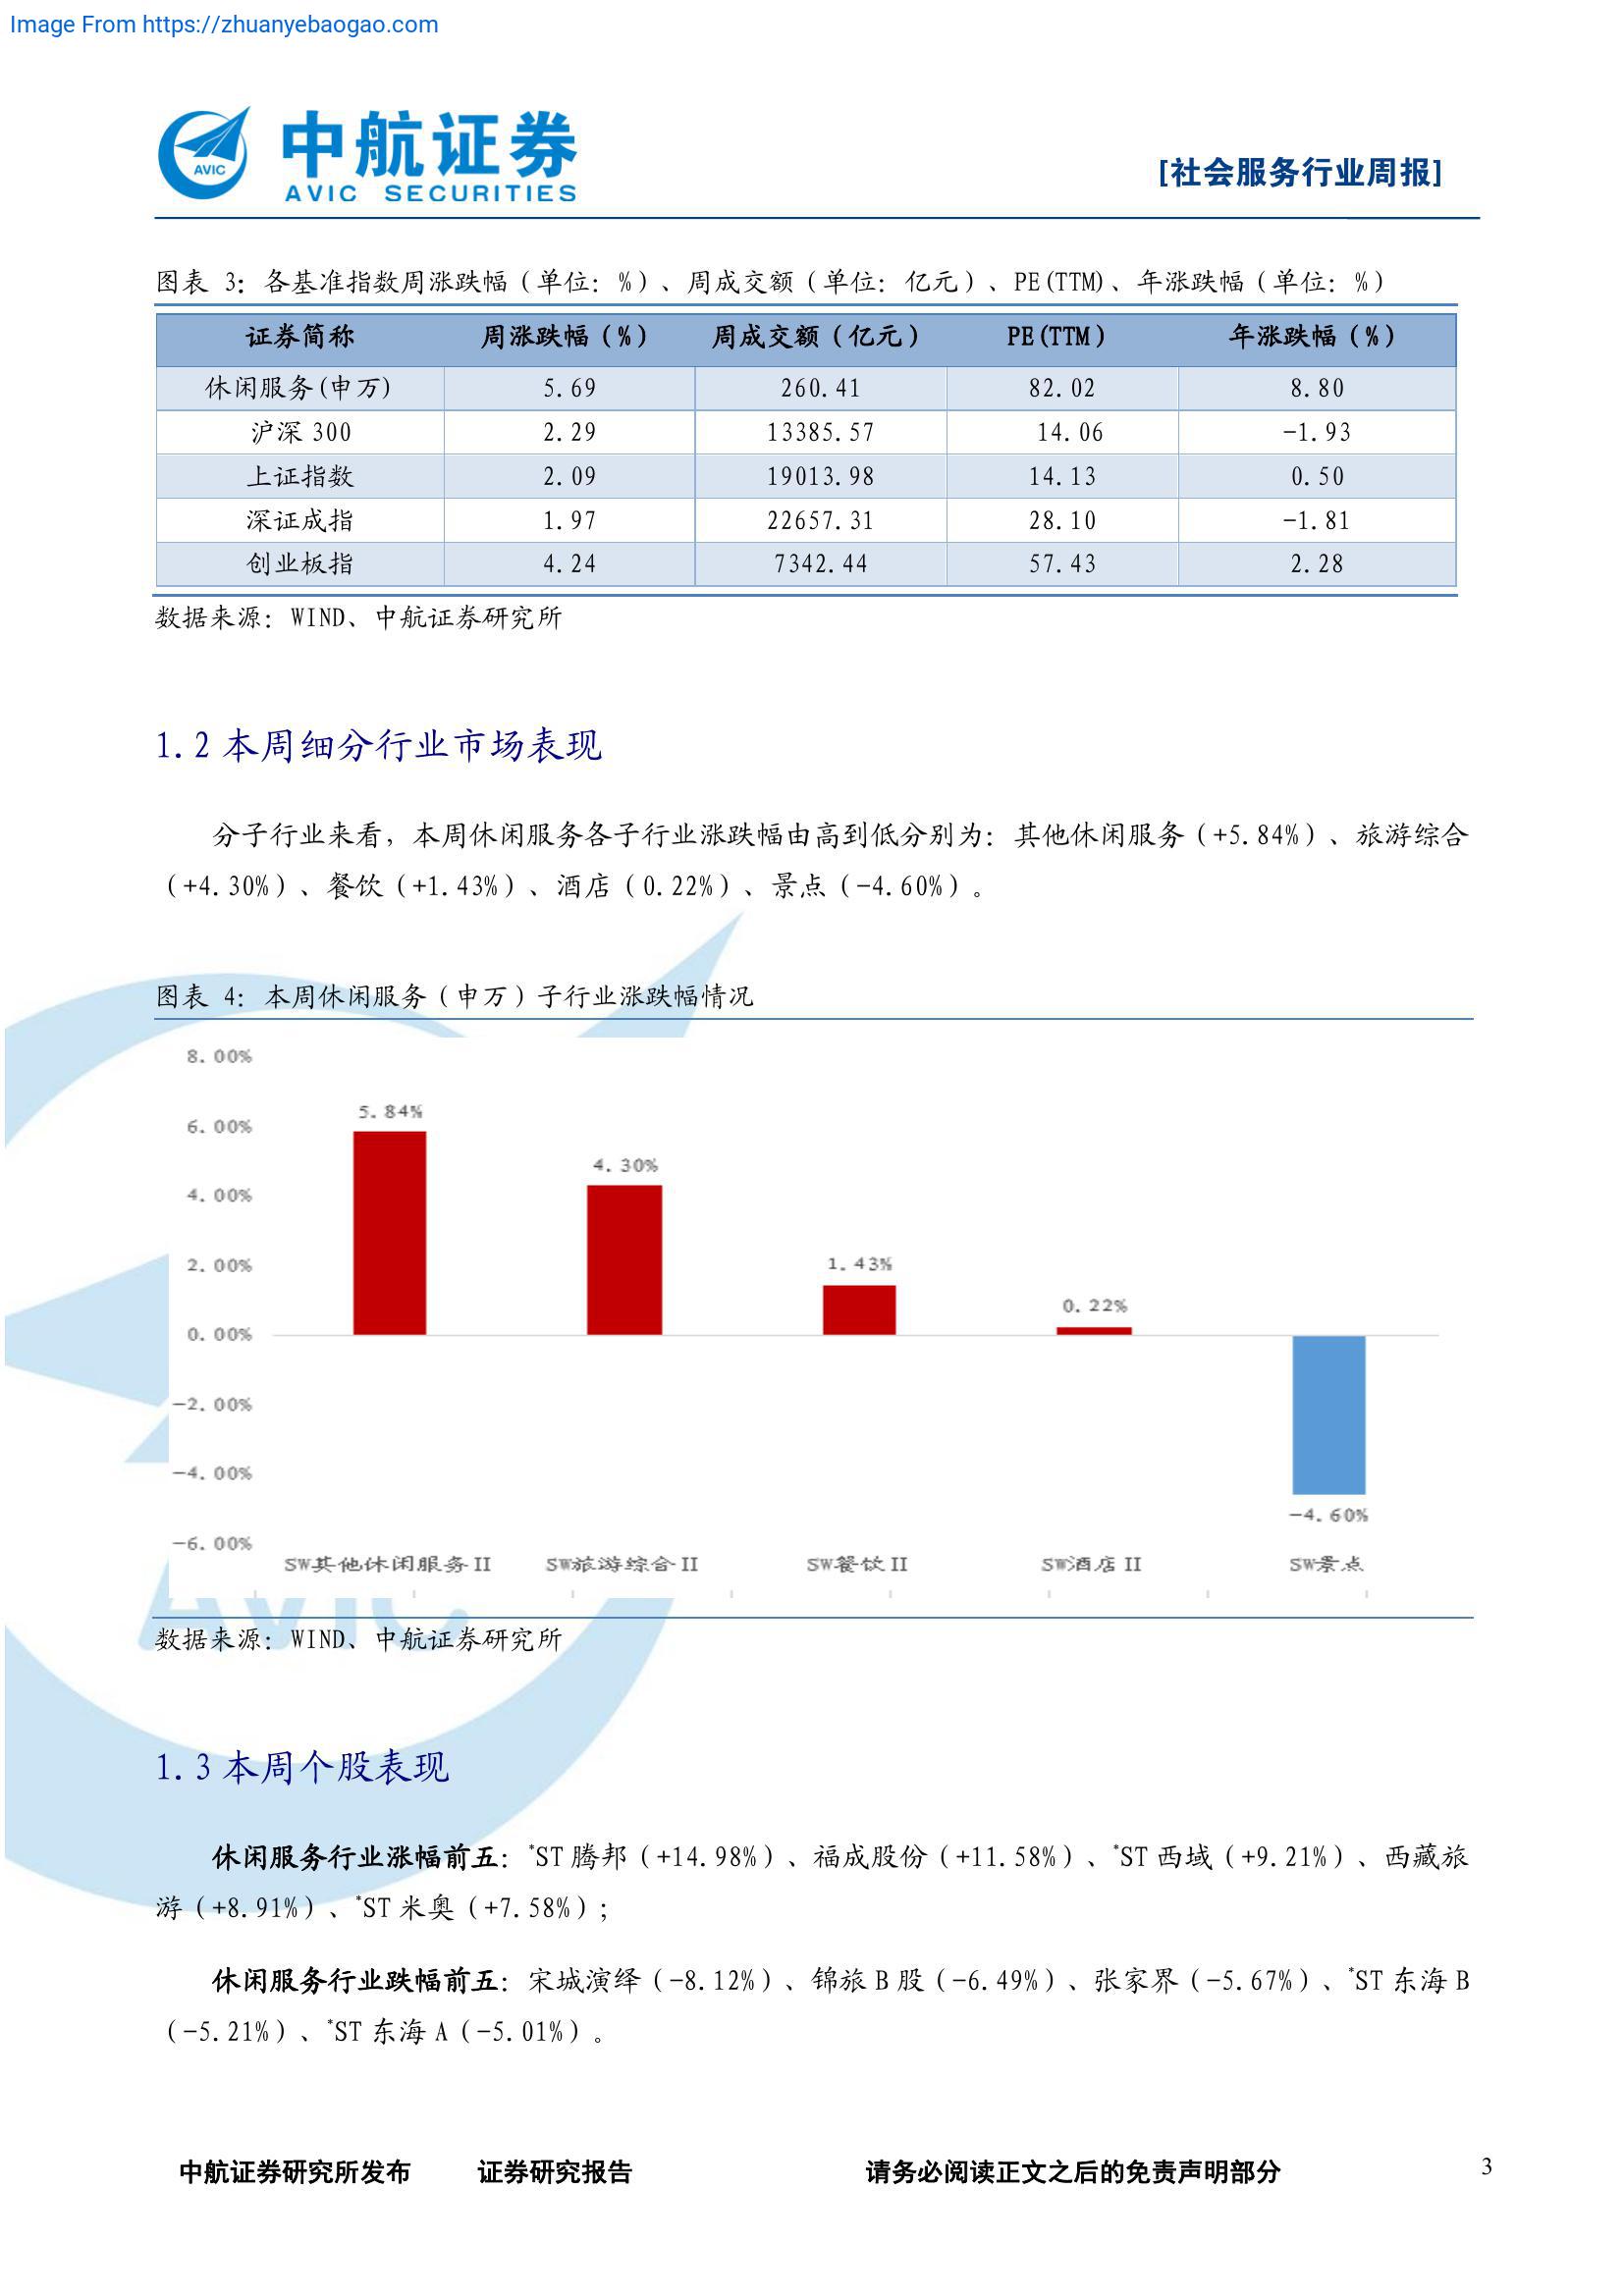 Image From https://zhuanyebaogao.com
中航证券
AVIC SECURITIES
AVIC
[社会服务行业周报]
图表 3：各基准指数周涨跌幅（单位：%）、周成交额（单位：亿元）、PE(TTM)、年涨跌幅（单位：%）
证券简称 周涨跌幅（%） 周成交额（亿元） PE(TTM) 年涨跌幅（%）
休闲服务(申万) 5.69 260.41 82.02 8.80
沪深 300 2.29 13385.57 14.06 -1.93
上证指数 2.09 19013.98 14.13 0.50
深证成指 1.97 22657.31 28.10 -1.81
创业板指 4.24 7342.44 57.43 2.28
数据来源：WIND、中航证券研究所
1.2 本周细分行业市场表现
分子行业来看，本周休闲服务各子行业涨跌幅由高到低分别为：其他休闲服务（+5.84%）、旅游综合
（+4.30%）、餐饮（+1.43%）、酒店（0.22%）、景点（-4.60%）。
图表 4：本周休闲服务（申万）子行业涨跌幅情况
8.00%
6.00%
4.00%
2.00%
0.00%
-2.00%
-4.00%
-6.00%
5.84%
4.30%
1.43%
0.22%
-4.60%
SW其他休闲服务II SW旅游综合II SW餐饮II SW酒店II SW景点
AVIC
数据来源：WIND、中航证券研究所
1.3 本周个股表现
休闲服务行业涨幅前五：*ST 腾邦（+14.98%）、福成股份（+11.58%）、*ST 西域（+9.21%）、西藏旅
游（+8.91%）、*ST 米奥（+7.58%）；
休闲服务行业跌幅前五：宋城演绎（-8.12%）、锦旅 B 股（-6.49%）、张家界（-5.67%）、*ST 东海 B
（-5.21%）、*ST 东海 A（-5.01%）。
中航证券研究所发布 证券研究报告 请务必阅读正文之后的免责声明部分 3